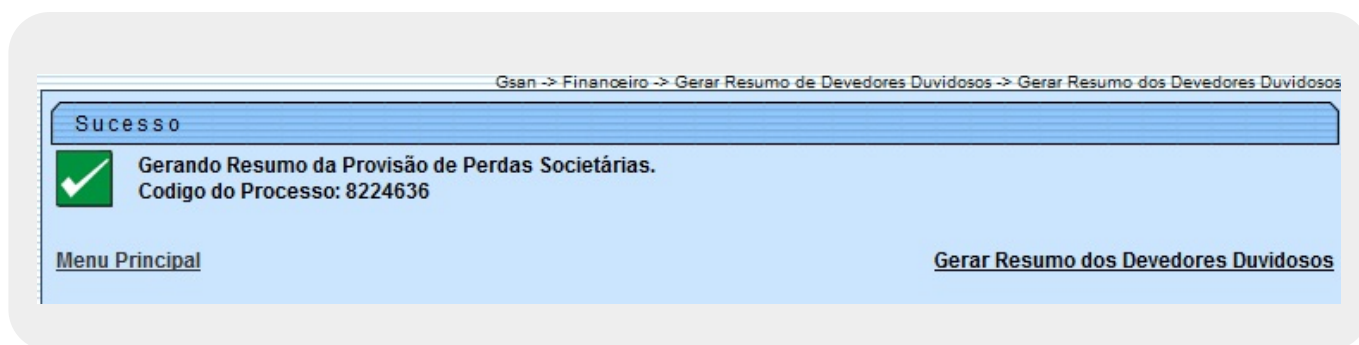 Gsan -> Financeiro -> Gerar Resumo de Devedores Duvidosos -> Gerar Resumo dos Devedores Duvidosos
Sucesso
Gerando Resumo da Provisão de Perdas Societárias.
Codigo do Processo: 8224636
Menu Principal
Gerar Resumo dos Devedores Duvidosos